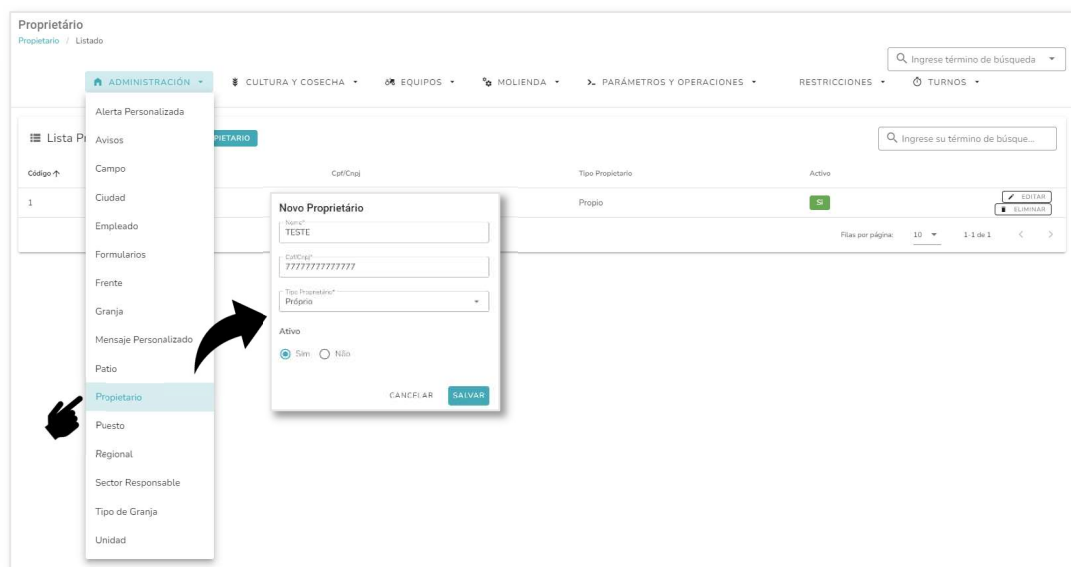 Proprietário
Propietario / Listado
Ingrese término de búsqueda
ADMINISTRACIÓN
CULTURA Y COSECHA
EQUIPOS
MOLIENDA
PARÁMETROS Y OPERACIONES
RESTRICCIONES
TURNOS
Alerta Personalizada
Avisos
Campo
Ciudad
Empleado
Formularios
Frente
Granja
Mensaje Personalizado
Patio
Propietario
Puesto
Regional
Sector Responsable
Tipo de Granja
Unidad
Lista Pr
PIETARIO
Ingrese su término de búsque...
Código Cpf/Cnpj Tipo Propietario Activo
1 Propio Si EDITAR
ELIMINAR
Filas por página: 10 1-1 de 1
Novo Proprietário
Nome*
TESTE
Cpf/Cnpj*
77777777777777
Tipo Proprietário*
Próprio
Ativo
Sim Não
CANCELAR SALVAR